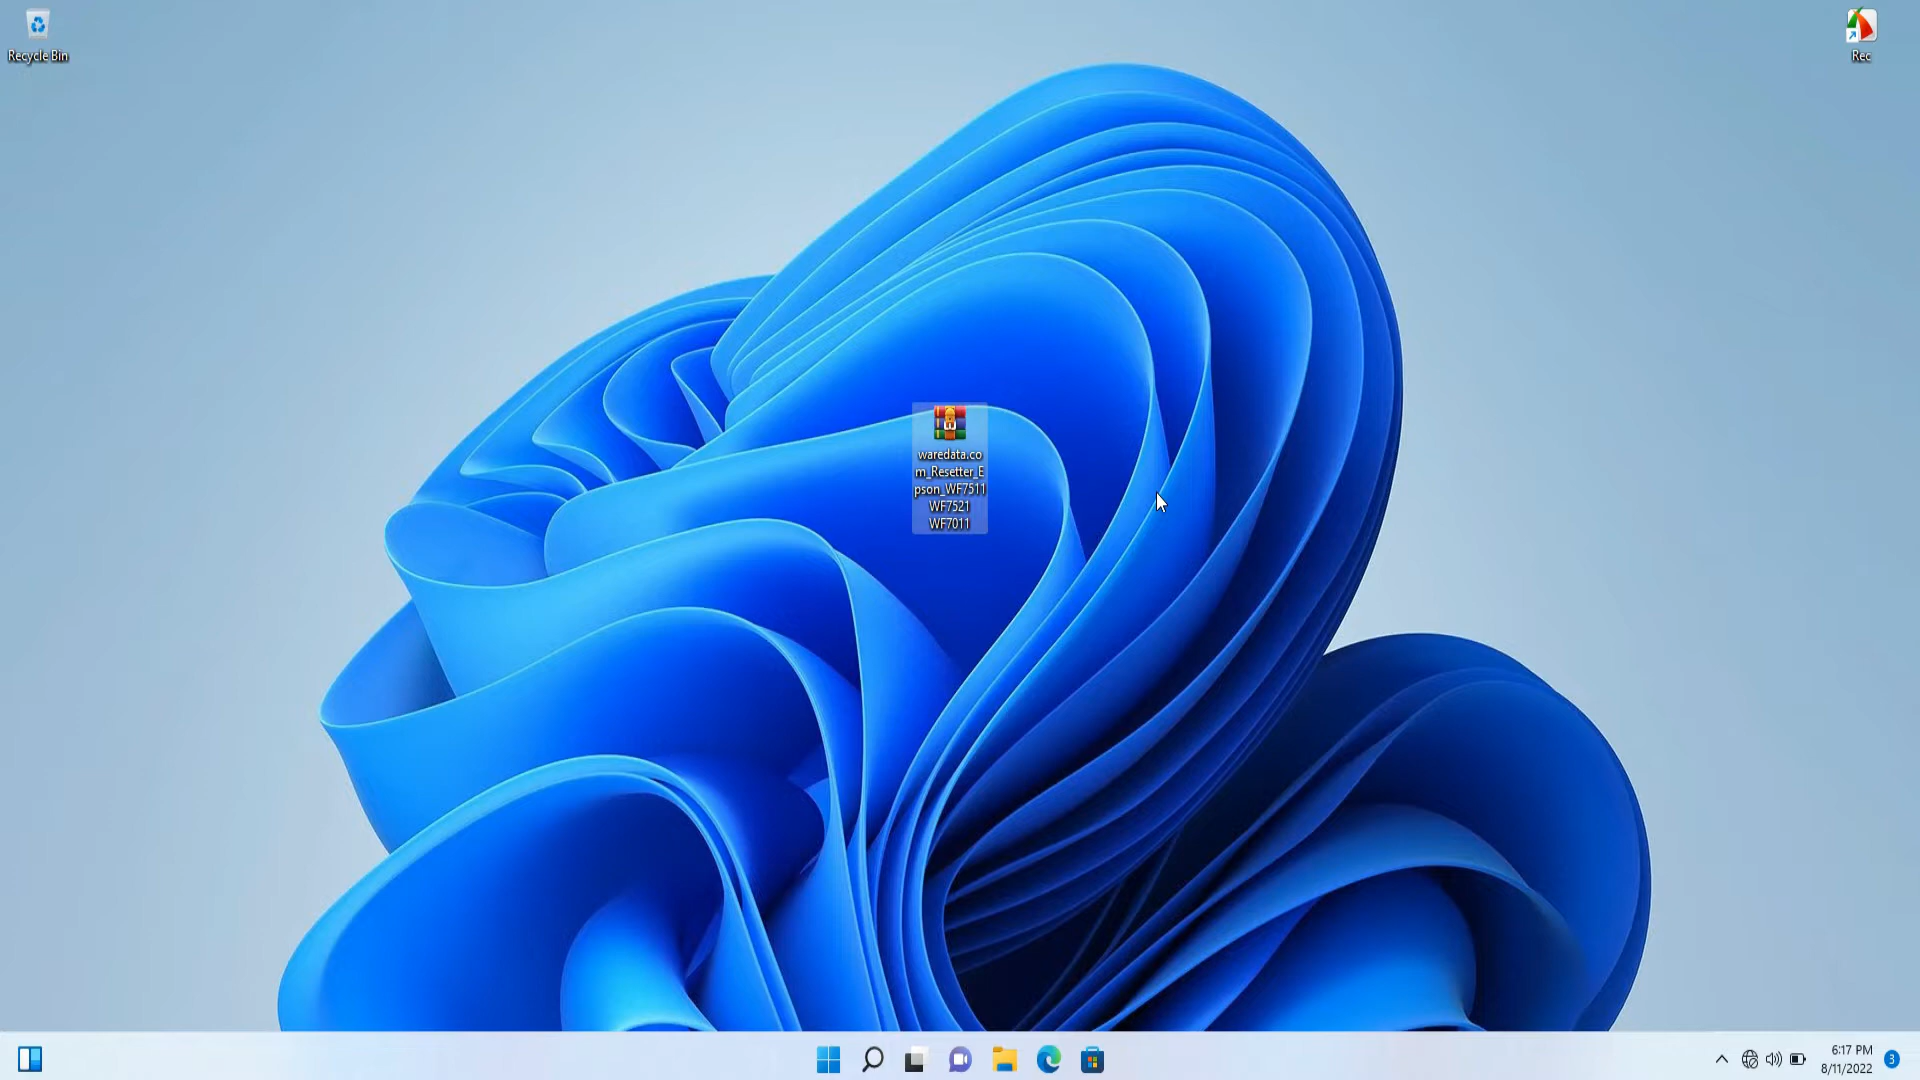 Recycle Bin
Rec
waredata.co
m_Resetter_E
pson_WF7511
WF7521
WF7011
6:17 PM
8/11/2022
3